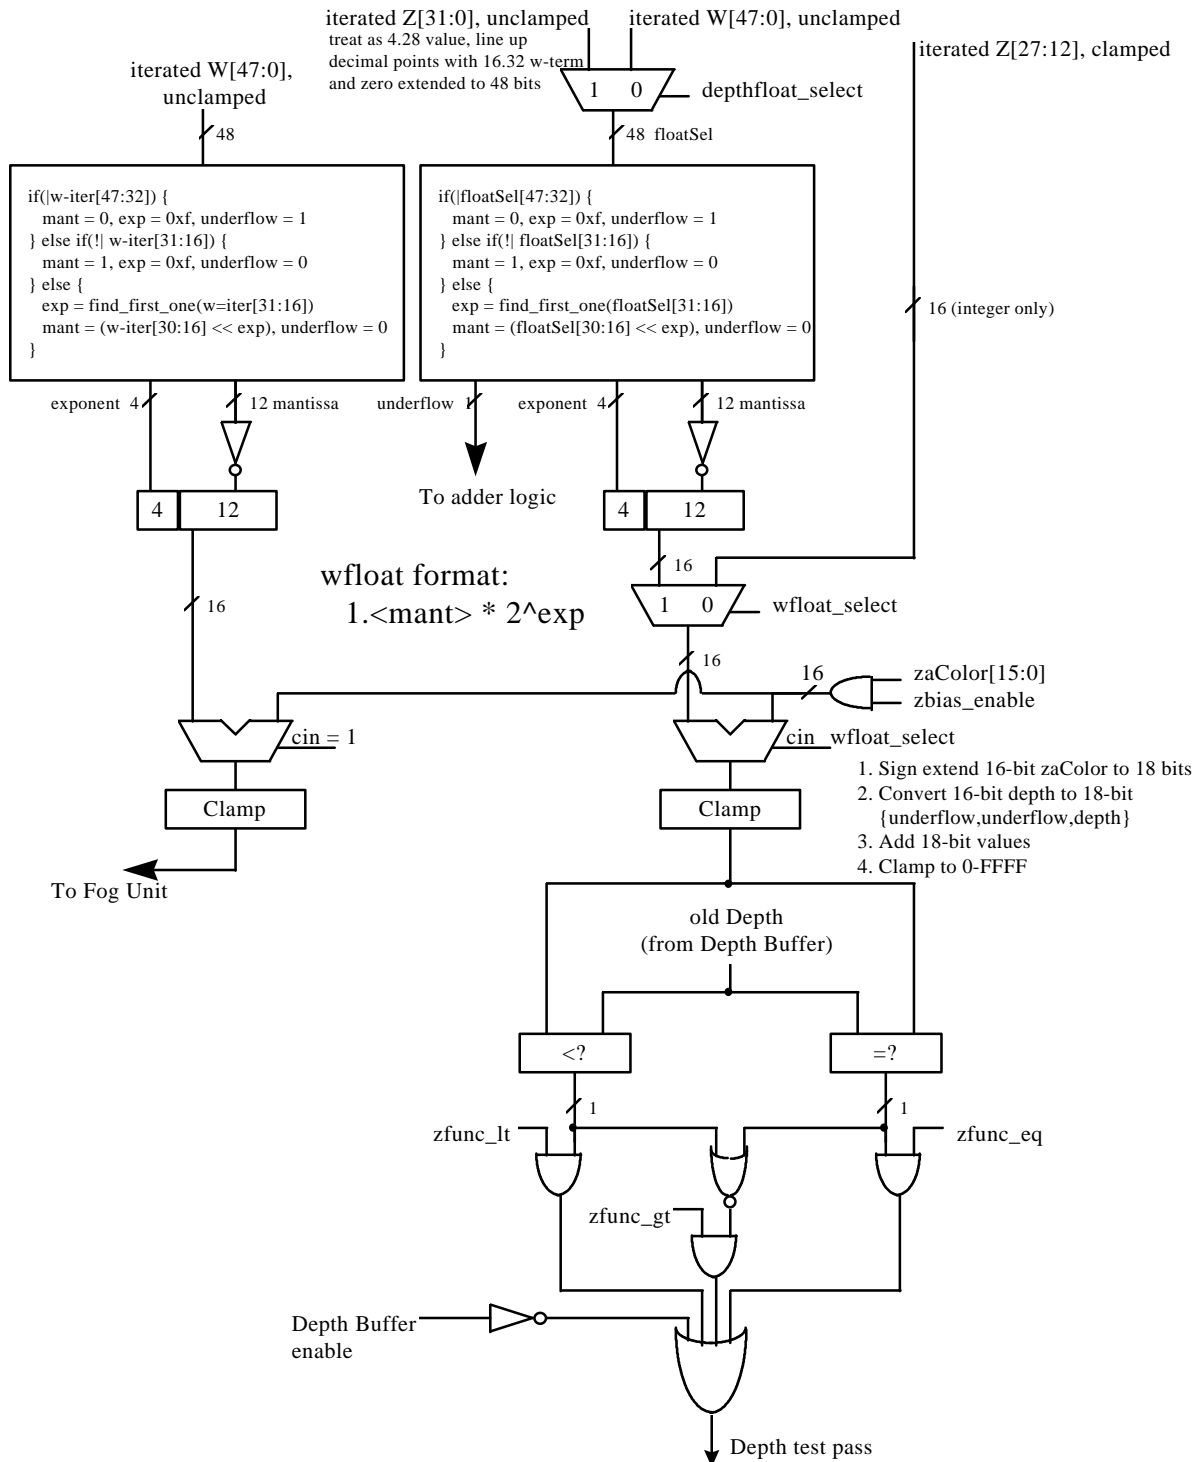 iterated Z[31:0], unclamped
treat as 4.28 value, line up
decimal points with 16.32 w-term
and zero extended to 48 bits
iterated W[47:0], unclamped
iterated Z[27:12], clamped
iterated W[47:0],
unclamped
1 0
depthfloat_select
48
48 floatSel
if(|w-iter[47:32]) {
mant = 0, exp = 0xf, underflow = 1
} else if(!| w-iter[31:16]) {
mant = 1, exp = 0xf, underflow = 0
} else {
exp = find_first_one(w=iter[31:16])
mant = (w-iter[30:16] << exp), underflow = 0
}
if(|floatSel[47:32]) {
mant = 0, exp = 0xf, underflow = 1
} else if(!| floatSel[31:16]) {
mant = 1, exp = 0xf, underflow = 0
} else {
exp = find_first_one(floatSel[31:16])
mant = (floatSel[30:16] << exp), underflow = 0
}
16 (integer only)
exponent 4
12 mantissa
underflow 1
exponent 4
12 mantissa
To adder logic
4 12
4 12
16
16
wfloat format:
1.<mant> * 2^exp
1 0
wfloat_select
16
16
zaColor[15:0]
zbias_enable
cin = 1
cin wfloat_select
Clamp
Clamp
1. Sign extend 16-bit zaColor to 18 bits
2. Convert 16-bit depth to 18-bit
{underflow,underflow,depth}
3. Add 18-bit values
4. Clamp to 0-FFFF
To Fog Unit
old Depth
(from Depth Buffer)
<?
=?
1
1
zfunc_lt
zfunc_eq
zfunc_gt
Depth Buffer
enable
Depth test pass